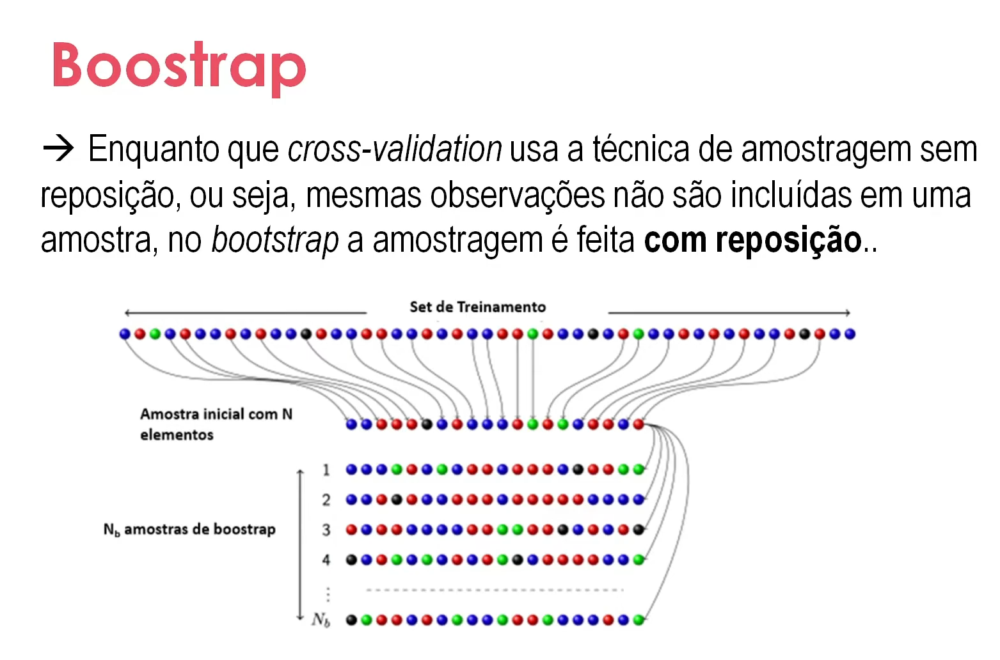 Boostrap
→ Enquanto que cross-validation usa a técnica de amostragem sem
reposição, ou seja, mesmas observações não são incluídas em uma
amostra, no bootstrap a amostragem é feita com reposição..
Set de Treinamento
Amostra inicial com N
elementos
1
2
N_b amostras de boostrap
3
4
⋮
N_b